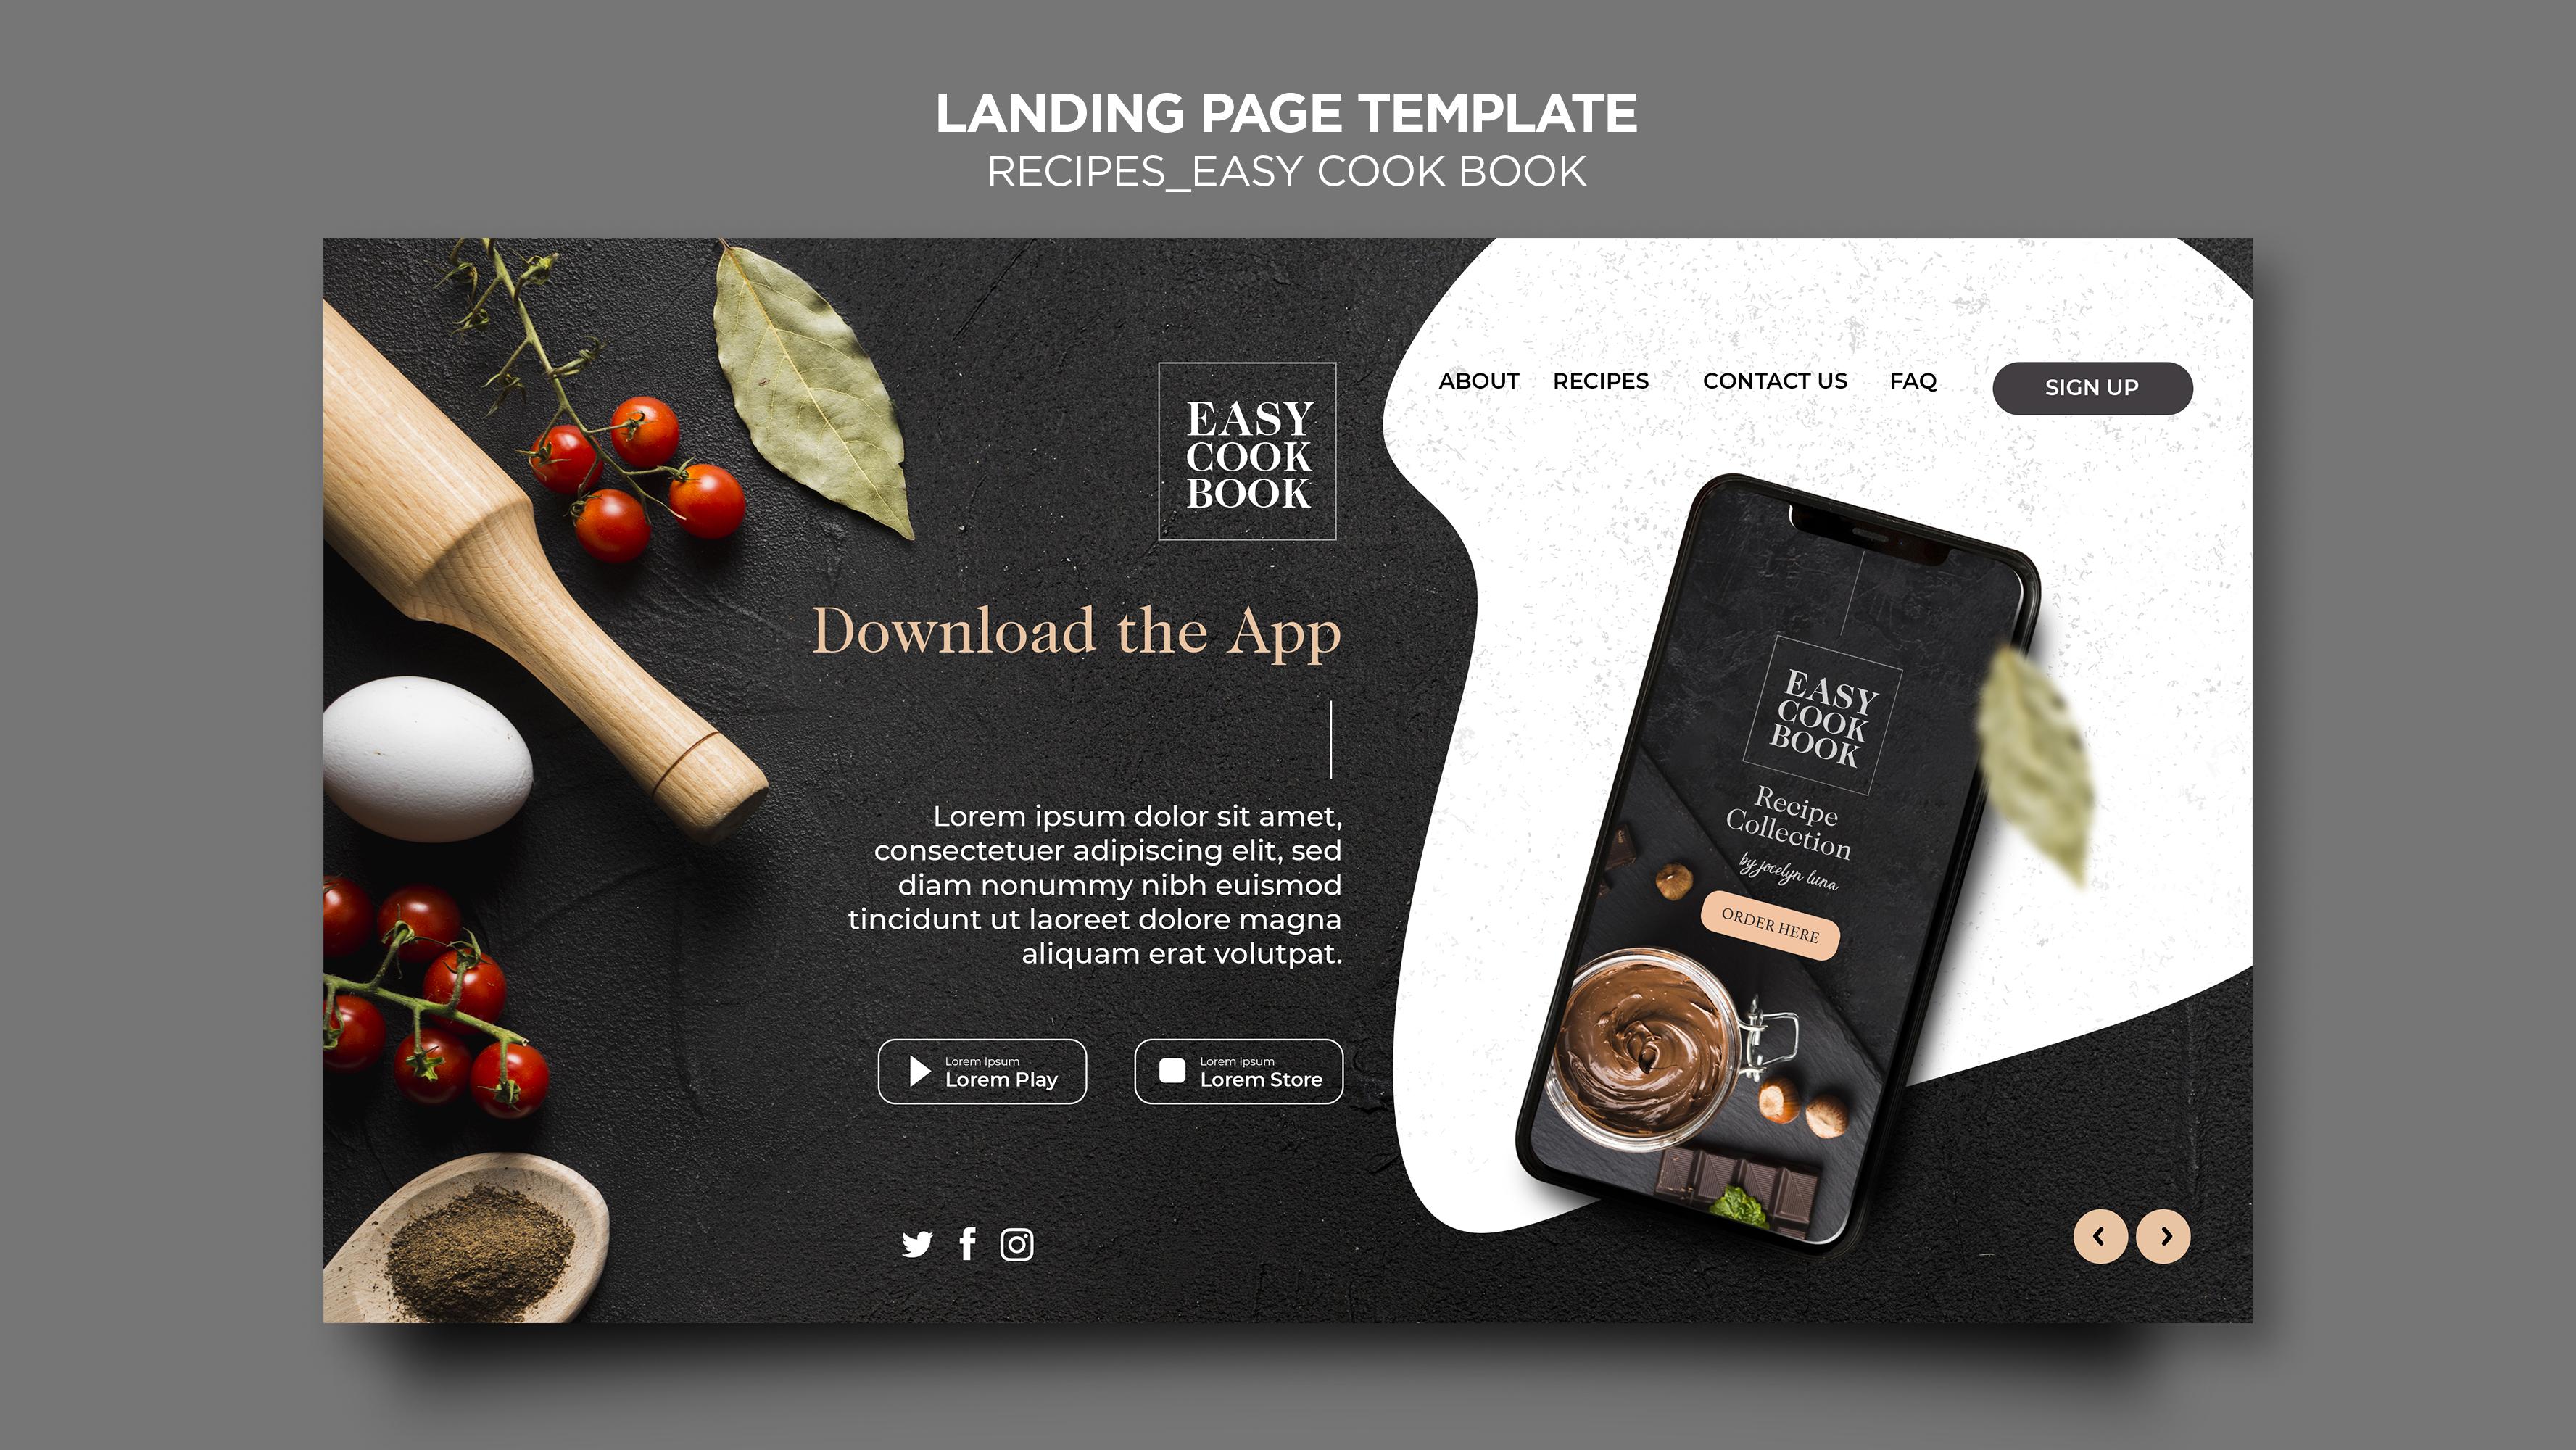 LANDING PAGE TEMPLATE
RECIPES_EASY COOK BOOK
ABOUT RECIPES CONTACT US FAQ SIGN UP
EASY
COOK
BOOK
Download the App
Lorem ipsum dolor sit amet,
consectetuer adipiscing elit, sed
diam nonummy nibh euismod
tincidunt ut laoreet dolore magna
aliquam erat volutpat.
Lorem Ipsum
Lorem Play
Lorem Ipsum
Lorem Store
EASY
COOK
BOOK
Recipe
Collection
by jocelyn luna
ORDER HERE